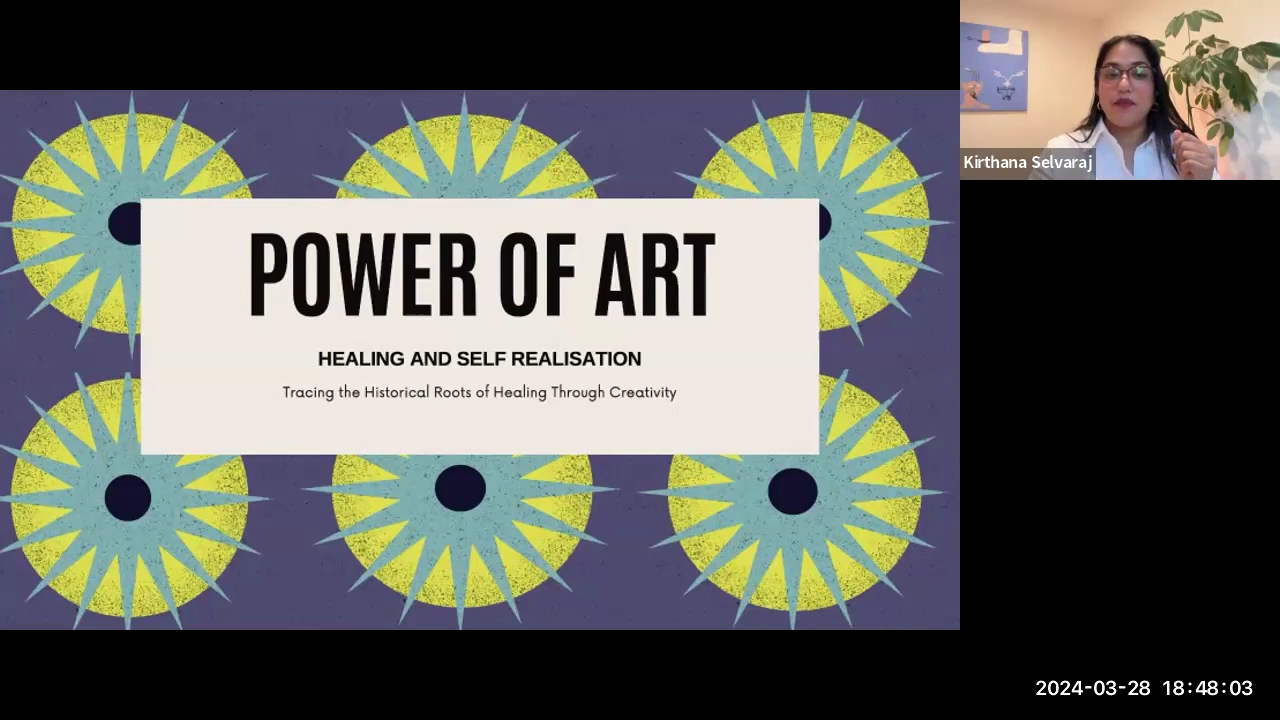 POWER OF ART
HEALING AND SELF REALISATION
Tracing the Historical Roots of Healing Through Creativity
Kirthana Selvaraj
2024-03-28 18:48:03